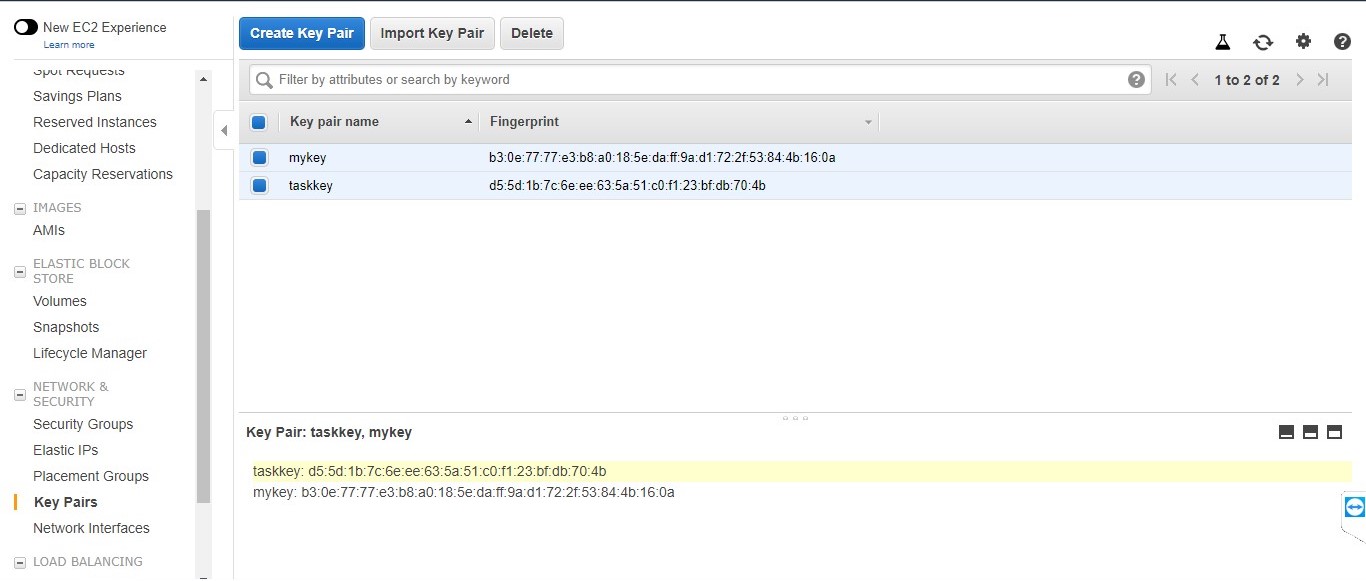 New EC2 Experience
Learn more
Spot Requests
Savings Plans
Reserved Instances
Dedicated Hosts
Capacity Reservations
IMAGES
AMIs
ELASTIC BLOCK
STORE
Volumes
Snapshots
Lifecycle Manager
NETWORK &
SECURITY
Security Groups
Elastic IPs
Placement Groups
Key Pairs
Network Interfaces
LOAD BALANCING
Create Key Pair Import Key Pair Delete
Filter by attributes or search by keyword
1 to 2 of 2
Key pair name Fingerprint
mykey b3:0e:77:77:e3:b8:a0:18:5e:da:ff:9a:d1:72:2f:53:84:4b:16:0a
taskkey d5:5d:1b:7c:6e:ee:63:5a:51:c0:f1:23:bf:db:70:4b
Key Pair: taskkey, mykey
taskkey: d5:5d:1b:7c:6e:ee:63:5a:51:c0:f1:23:bf:db:70:4b
mykey: b3:0e:77:77:e3:b8:a0:18:5e:da:ff:9a:d1:72:2f:53:84:4b:16:0a